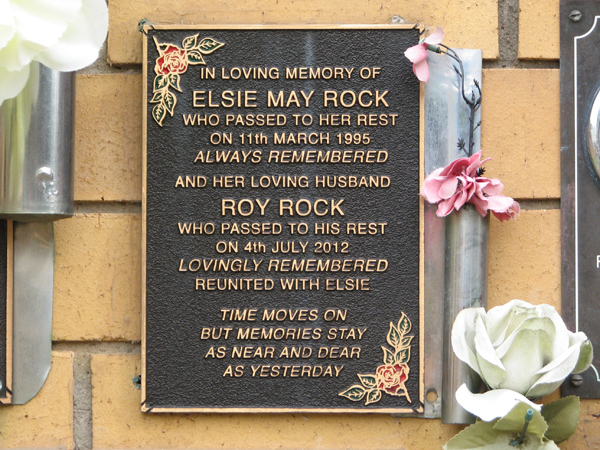 IN LOVING MEMORY OF
ELSIE MAY ROCK
WHO PASSED TO HER REST
ON 11th MARCH 1995
ALWAYS REMEMBERED
AND HER LOVING HUSBAND
ROY ROCK
WHO PASSED TO HIS REST
ON 4th JULY 2012
LOVINGLY REMEMBERED
REUNITED WITH ELSIE
TIME MOVES ON
BUT MEMORIES STAY
AS NEAR AND DEAR
AS YESTERDAY